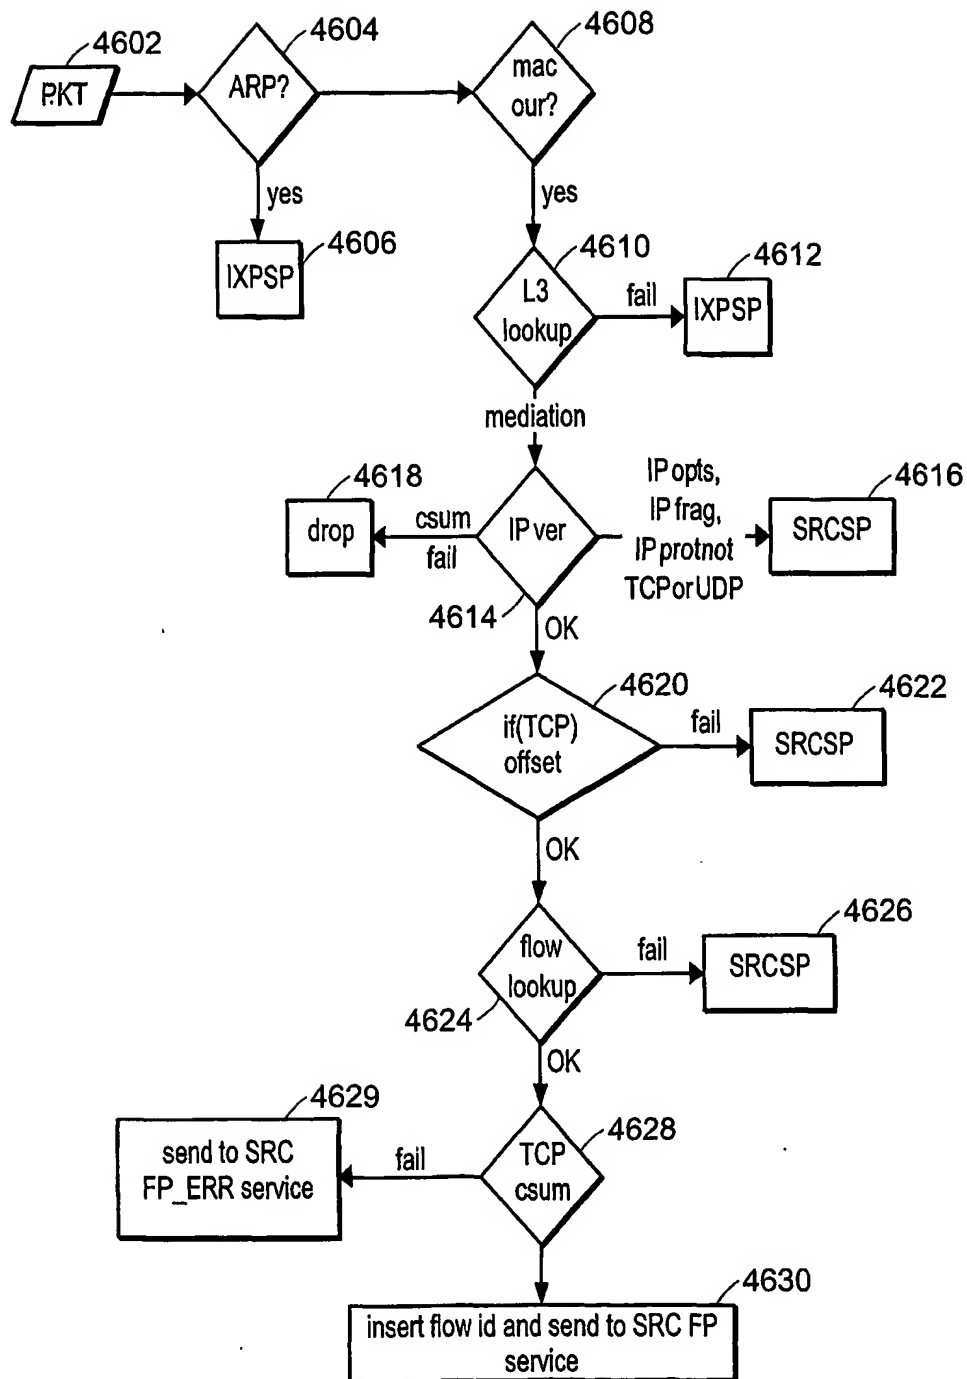 4602
4604
4608
PKT
ARP?
mac
our?
yes
yes
4606
IXPSP
4610
L3
lookup
fail
4612
IXPSP
mediation
4618
drop
csum
fail
IP ver
4614
IP opts,
IP frag,
IP prot not
TCP or UDP
4616
SRCSP
OK
4620
if(TCP)
offset
fail
4622
SRCSP
OK
flow
lookup
4624
fail
4626
SRCSP
OK
4629
send to SRC
FP_ERR service
fail
4628
TCP
csum
4630
insert flow id and send to SRC FP
service